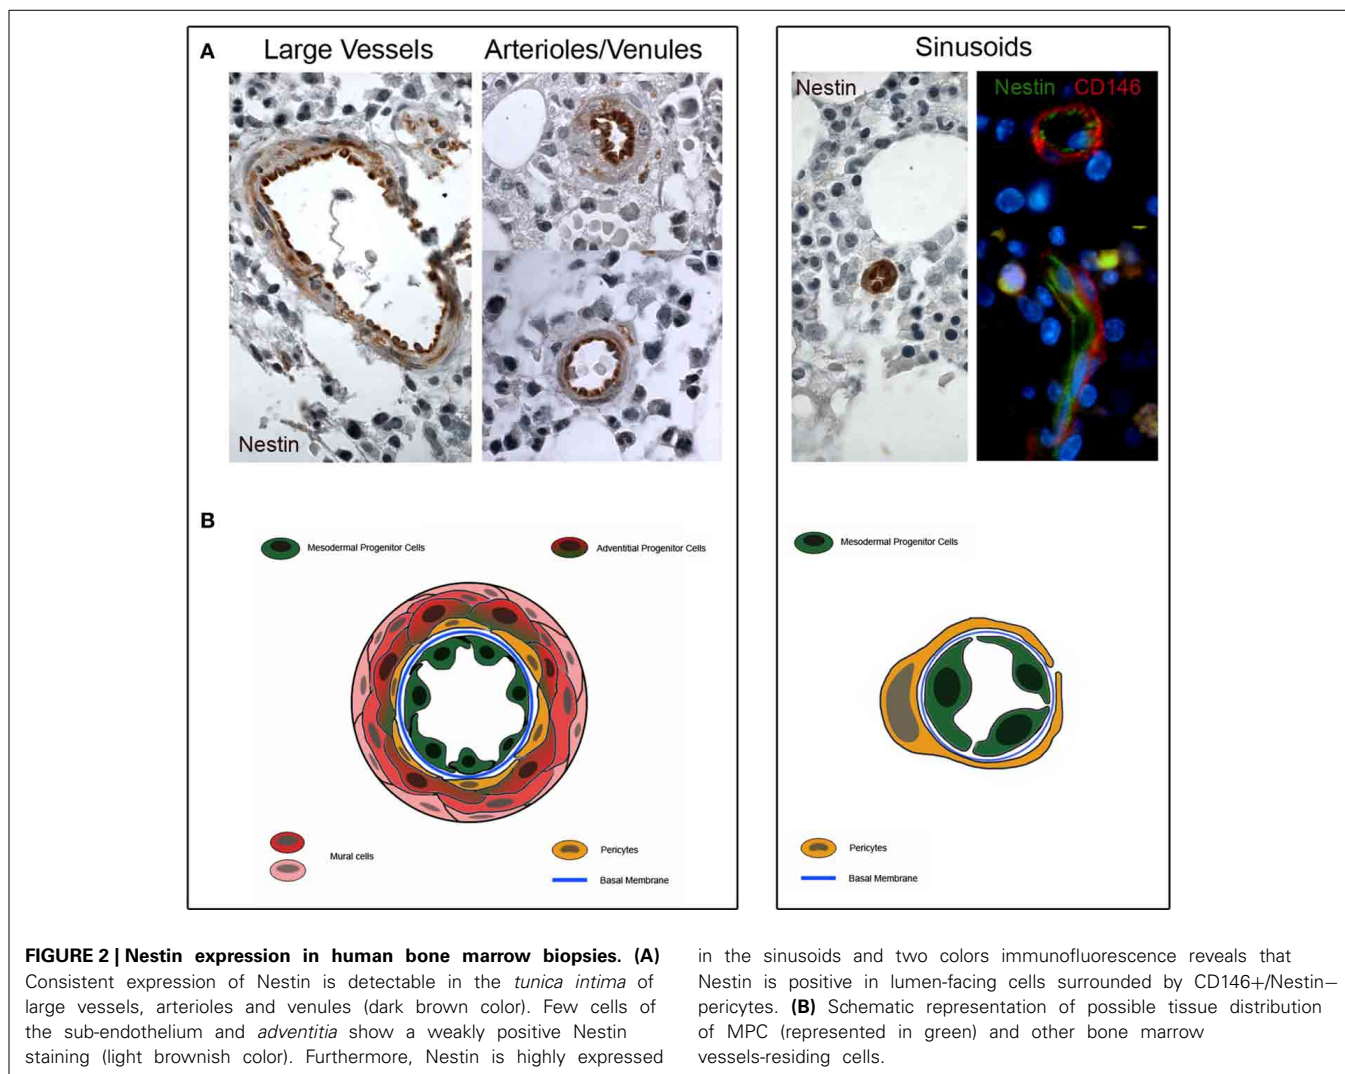 A
Large Vessels
Arterioles/Venules
Sinusoids
Nestin
Nestin
Nestin CD146
B
Mesodermal Progenitor Cells
Adventitial Progenitor Cells
Mural cells
Pericytes
Basal Membrane
Mesodermal Progenitor Cells
Pericytes
Basal Membrane
FIGURE 2 | Nestin expression in human bone marrow biopsies. (A)
Consistent expression of Nestin is detectable in the tunica intima of
large vessels, arterioles and venules (dark brown color). Few cells of
the sub-endothelium and adventitia show a weakly positive Nestin
staining (light brownish color). Furthermore, Nestin is highly expressed
in the sinusoids and two colors immunofluorescence reveals that
Nestin is positive in lumen-facing cells surrounded by CD146+/Nestin−
pericytes. (B) Schematic representation of possible tissue distribution
of MPC (represented in green) and other bone marrow
vessels-residing cells.